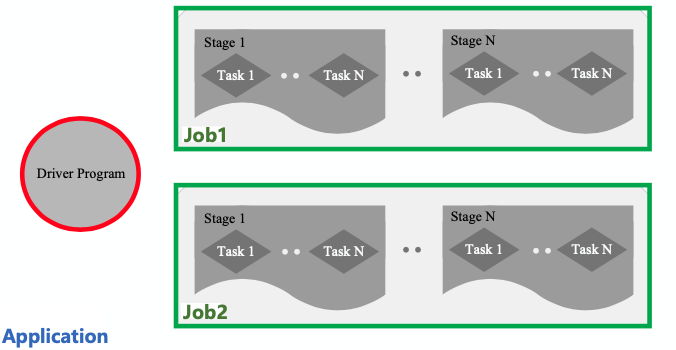 Stage 1
Task 1
Task N
Stage N
Task 1
Task N
Job1
Driver Program
Stage 1
Task 1
Task N
Stage N
Task 1
Task N
Job2
Application